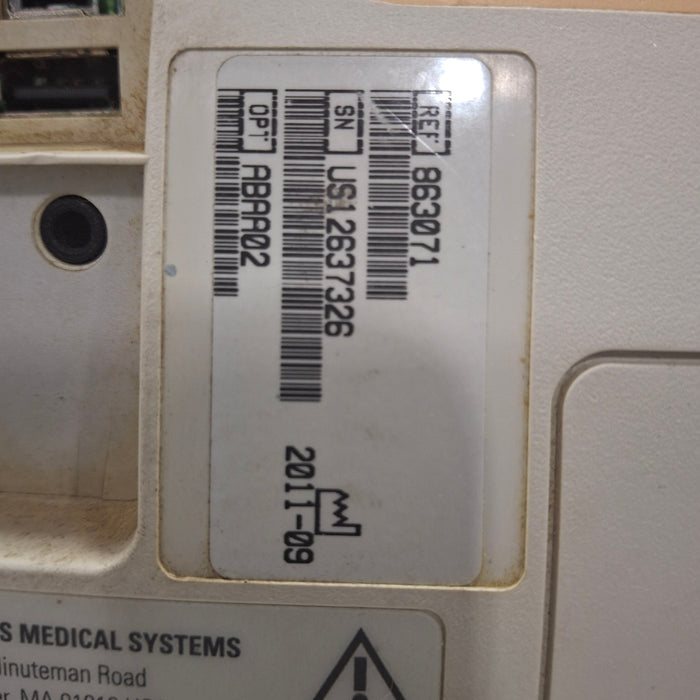 REF 863071
SN US12637326
OPT ABAA02
2011-09
S MEDICAL SYSTEMS
inuteman Road